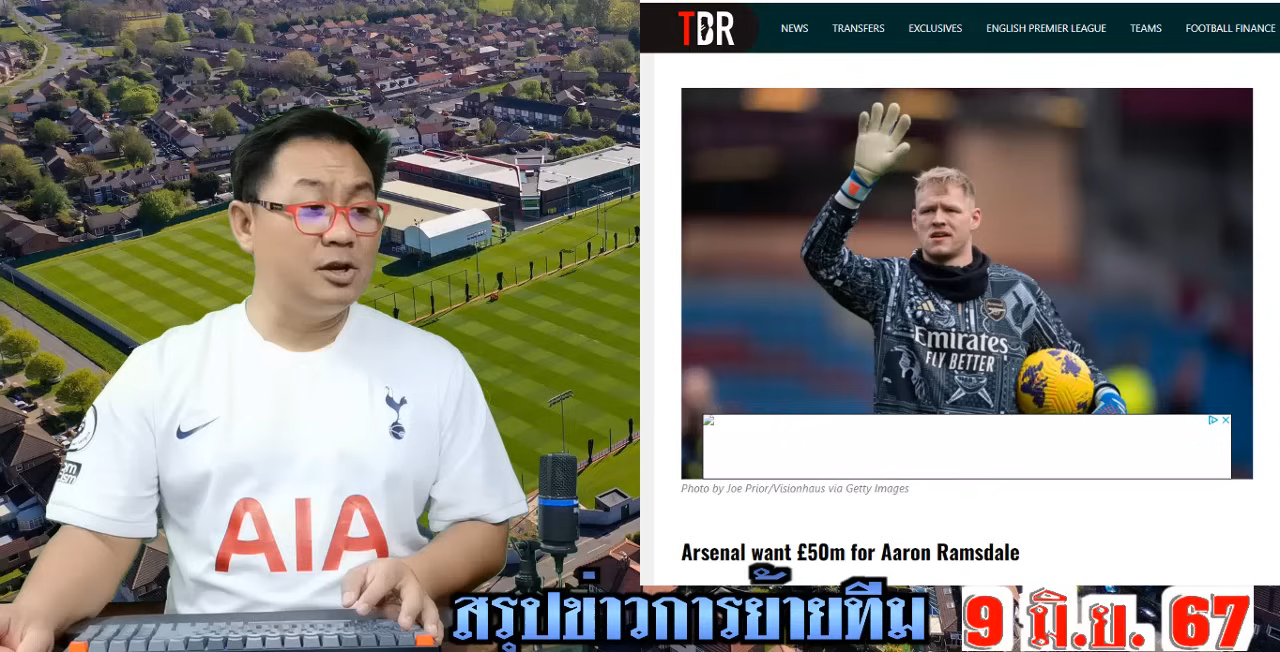 TBR
NEWS TRANSFERS EXCLUSIVES ENGLISH PREMIER LEAGUE TEAMS FOOTBALL FINANCE
Emirates
FLY BETTER
Photo by Joe Prior/Visionhaus via Getty Images
Arsenal want £50m for Aaron Ramsdale
AIA
สรุปข่าวการย้ายทีม 9 มิ.ย. 67